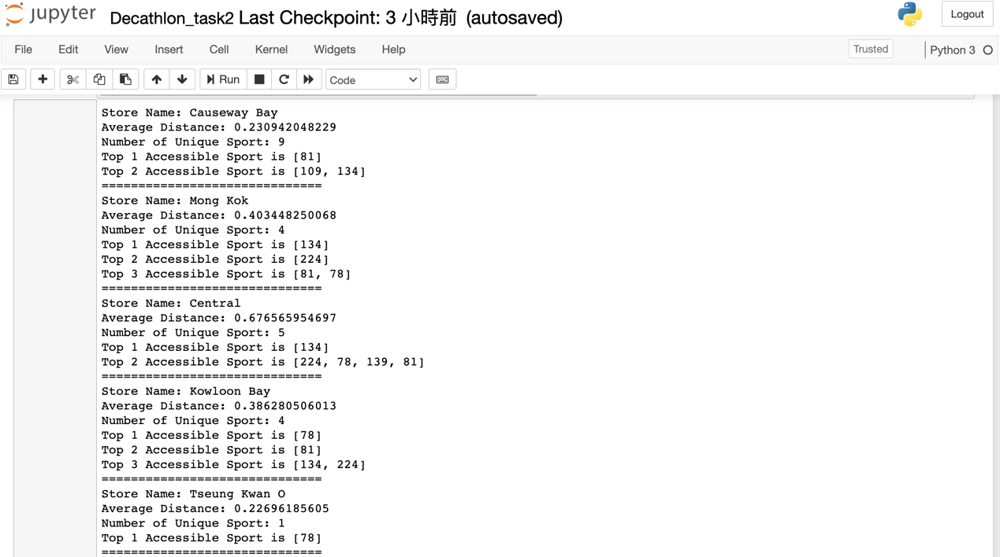 jupyter Decathlon_task2 Last Checkpoint: 3 小時前 (autosaved) Logout
File Edit View Insert Cell Kernel Widgets Help Trusted Python 3
Run Code
Store Name: Causeway Bay
Average Distance: 0.230942048229
Number of Unique Sport: 9
Top 1 Accessible Sport is [81]
Top 2 Accessible Sport is [109, 134]
==============================
Store Name: Mong Kok
Average Distance: 0.403448250068
Number of Unique Sport: 4
Top 1 Accessible Sport is [134]
Top 2 Accessible Sport is [224]
Top 3 Accessible Sport is [81, 78]
==============================
Store Name: Central
Average Distance: 0.676565954697
Number of Unique Sport: 5
Top 1 Accessible Sport is [134]
Top 2 Accessible Sport is [224, 78, 139, 81]
==============================
Store Name: Kowloon Bay
Average Distance: 0.386280506013
Number of Unique Sport: 4
Top 1 Accessible Sport is [78]
Top 2 Accessible Sport is [81]
Top 3 Accessible Sport is [134, 224]
==============================
Store Name: Tseung Kwan O
Average Distance: 0.22696185605
Number of Unique Sport: 1
Top 1 Accessible Sport is [78]
==============================